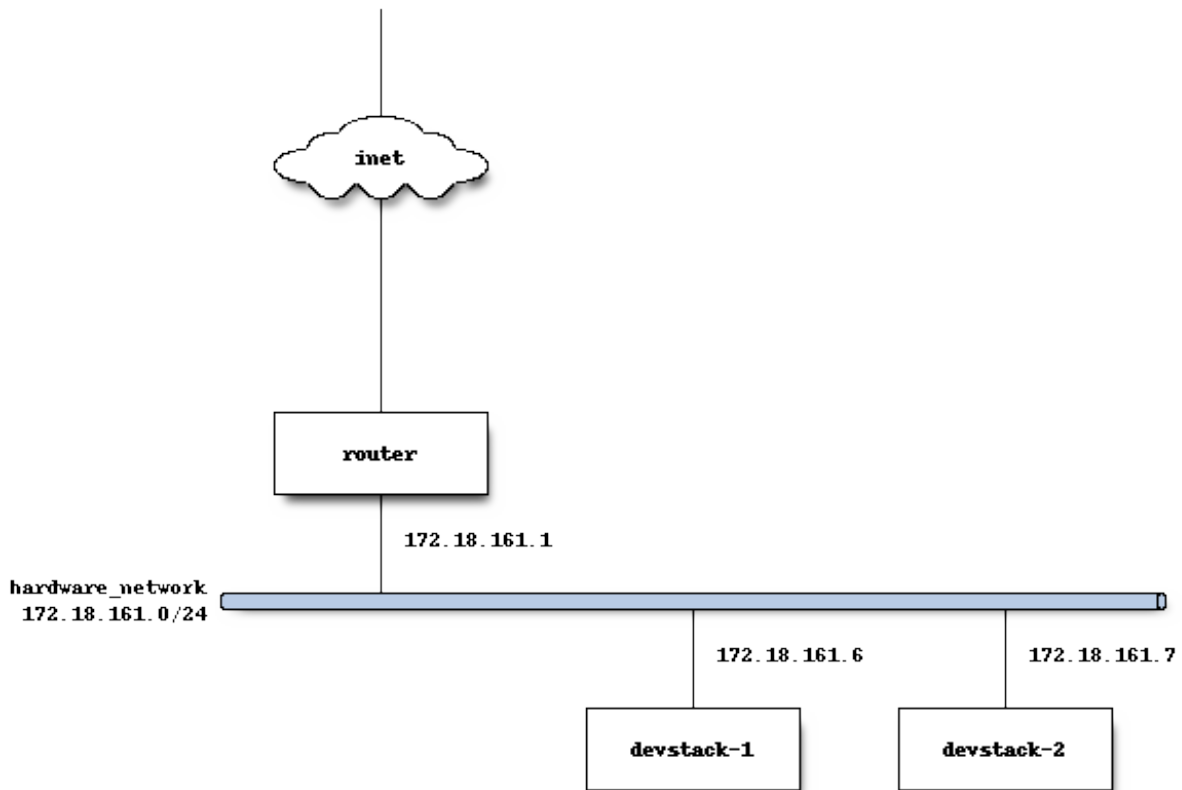 inet
router
172.18.161.1
hardware_network
172.18.161.0/24
172.18.161.6
172.18.161.7
devstack-1
devstack-2